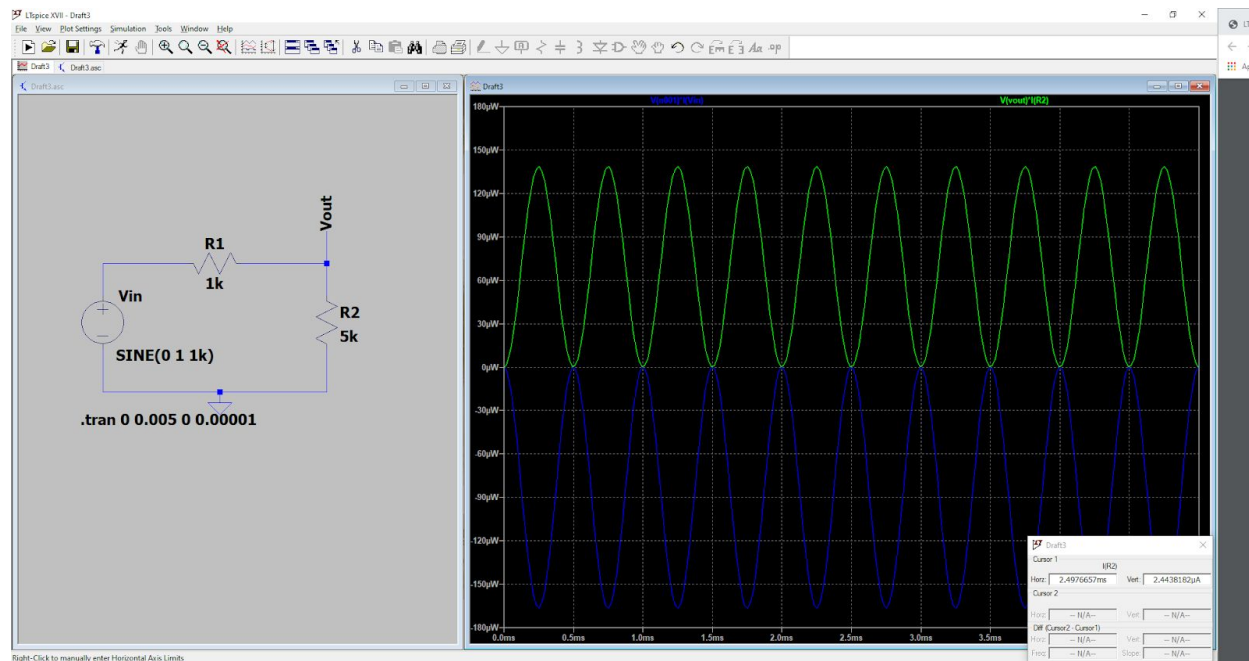 LTspice XVII - Draft3
File View Plot Settings Simulation Tools Window Help
Draft3 Draft3.asc
Draft3.asc
Draft3
V(vout)*I(R2)
180µW
150µW
120µW
90µW
60µW
30µW
0µW
-30µW
-60µW
-90µW
-120µW
-150µW
-180µW
0.0ms 0.5ms 1.0ms 1.5ms 2.0ms 2.5ms 3.0ms 3.5ms
Vout
R1
1k
Vin
R2
5k
SINE(0 1 1k)
.tran 0 0.005 0 0.00001
Draft3
Cursor 1
I(R2)
Horz: 2.4976657ms Vert: 2.4438182µA
Cursor 2
Horz: -- N/A-- Vert: -- N/A--
Diff (Cursor2 - Cursor1)
Horz: -- N/A-- Vert: -- N/A--
Freq: -- N/A-- Slope: -- N/A--
Right-Click to manually enter Horizontal Axis Limits